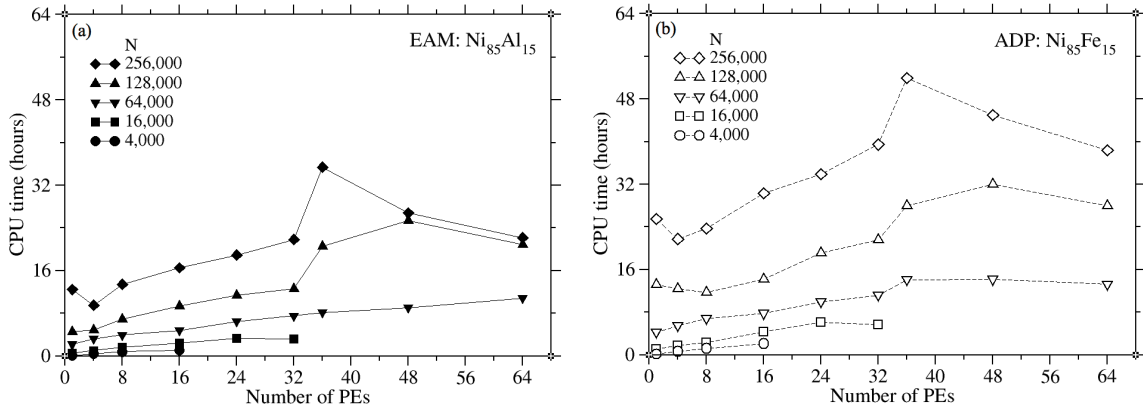 (a)
EAM: Ni85Al15
N
256,000
128,000
64,000
16,000
4,000
CPU time (hours)
64
48
32
16
0
0 8 16 24 32 40 48 56 64
Number of PEs
(b)
ADP: Ni85Fe15
N
256,000
128,000
64,000
16,000
4,000
CPU time (hours)
64
48
32
16
0
0 8 16 24 32 40 48 56 64
Number of PEs